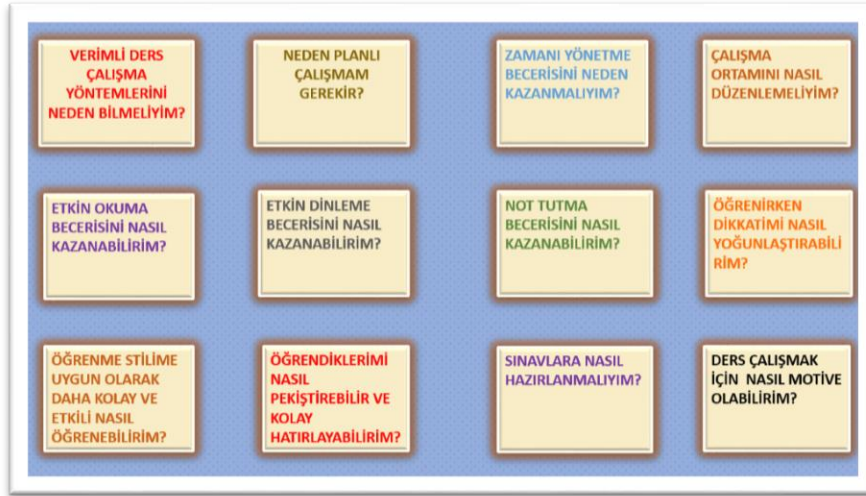 VERİMLİ DERS
ÇALIŞMA
YÖNTEMLERİNİ
NEDEN BİLMELİYİM?
NEDEN PLANLI
ÇALIŞMAM
GEREKİR?
ZAMANI YÖNETME
BECERİSİNİ NEDEN
KAZANMALIYIM?
ÇALIŞMA
ORTAMINI NASIL
DÜZENLEMELİYİM?
ETKİN OKUMA
BECERİSİNİ NASIL
KAZANABİLİRİM?
ETKİN DİNLEME
BECERİSİNİ NASIL
KAZANABİLİRİM?
NOT TUTMA
BECERİSİNİ NASIL
KAZANABİLİRİM?
ÖĞRENİRKEN
DİKKATİMİ NASIL
YOĞUNLAŞTIRABİLİ
RİM?
ÖĞRENME STİLİME
UYGUN OLARAK
DAHA KOLAY VE
ETKİLİ NASIL
ÖĞRENEBİLİRİM?
ÖĞRENDİKLERİMİ
NASIL
PEKİŞTİREBİLİR VE
KOLAY
HATIRLAYABİLİRİM?
SINAVLARA NASIL
HAZIRLANMALIYIM?
DERS ÇALIŞMAK
İÇİN NASIL MOTİVE
OLABİLİRİM?